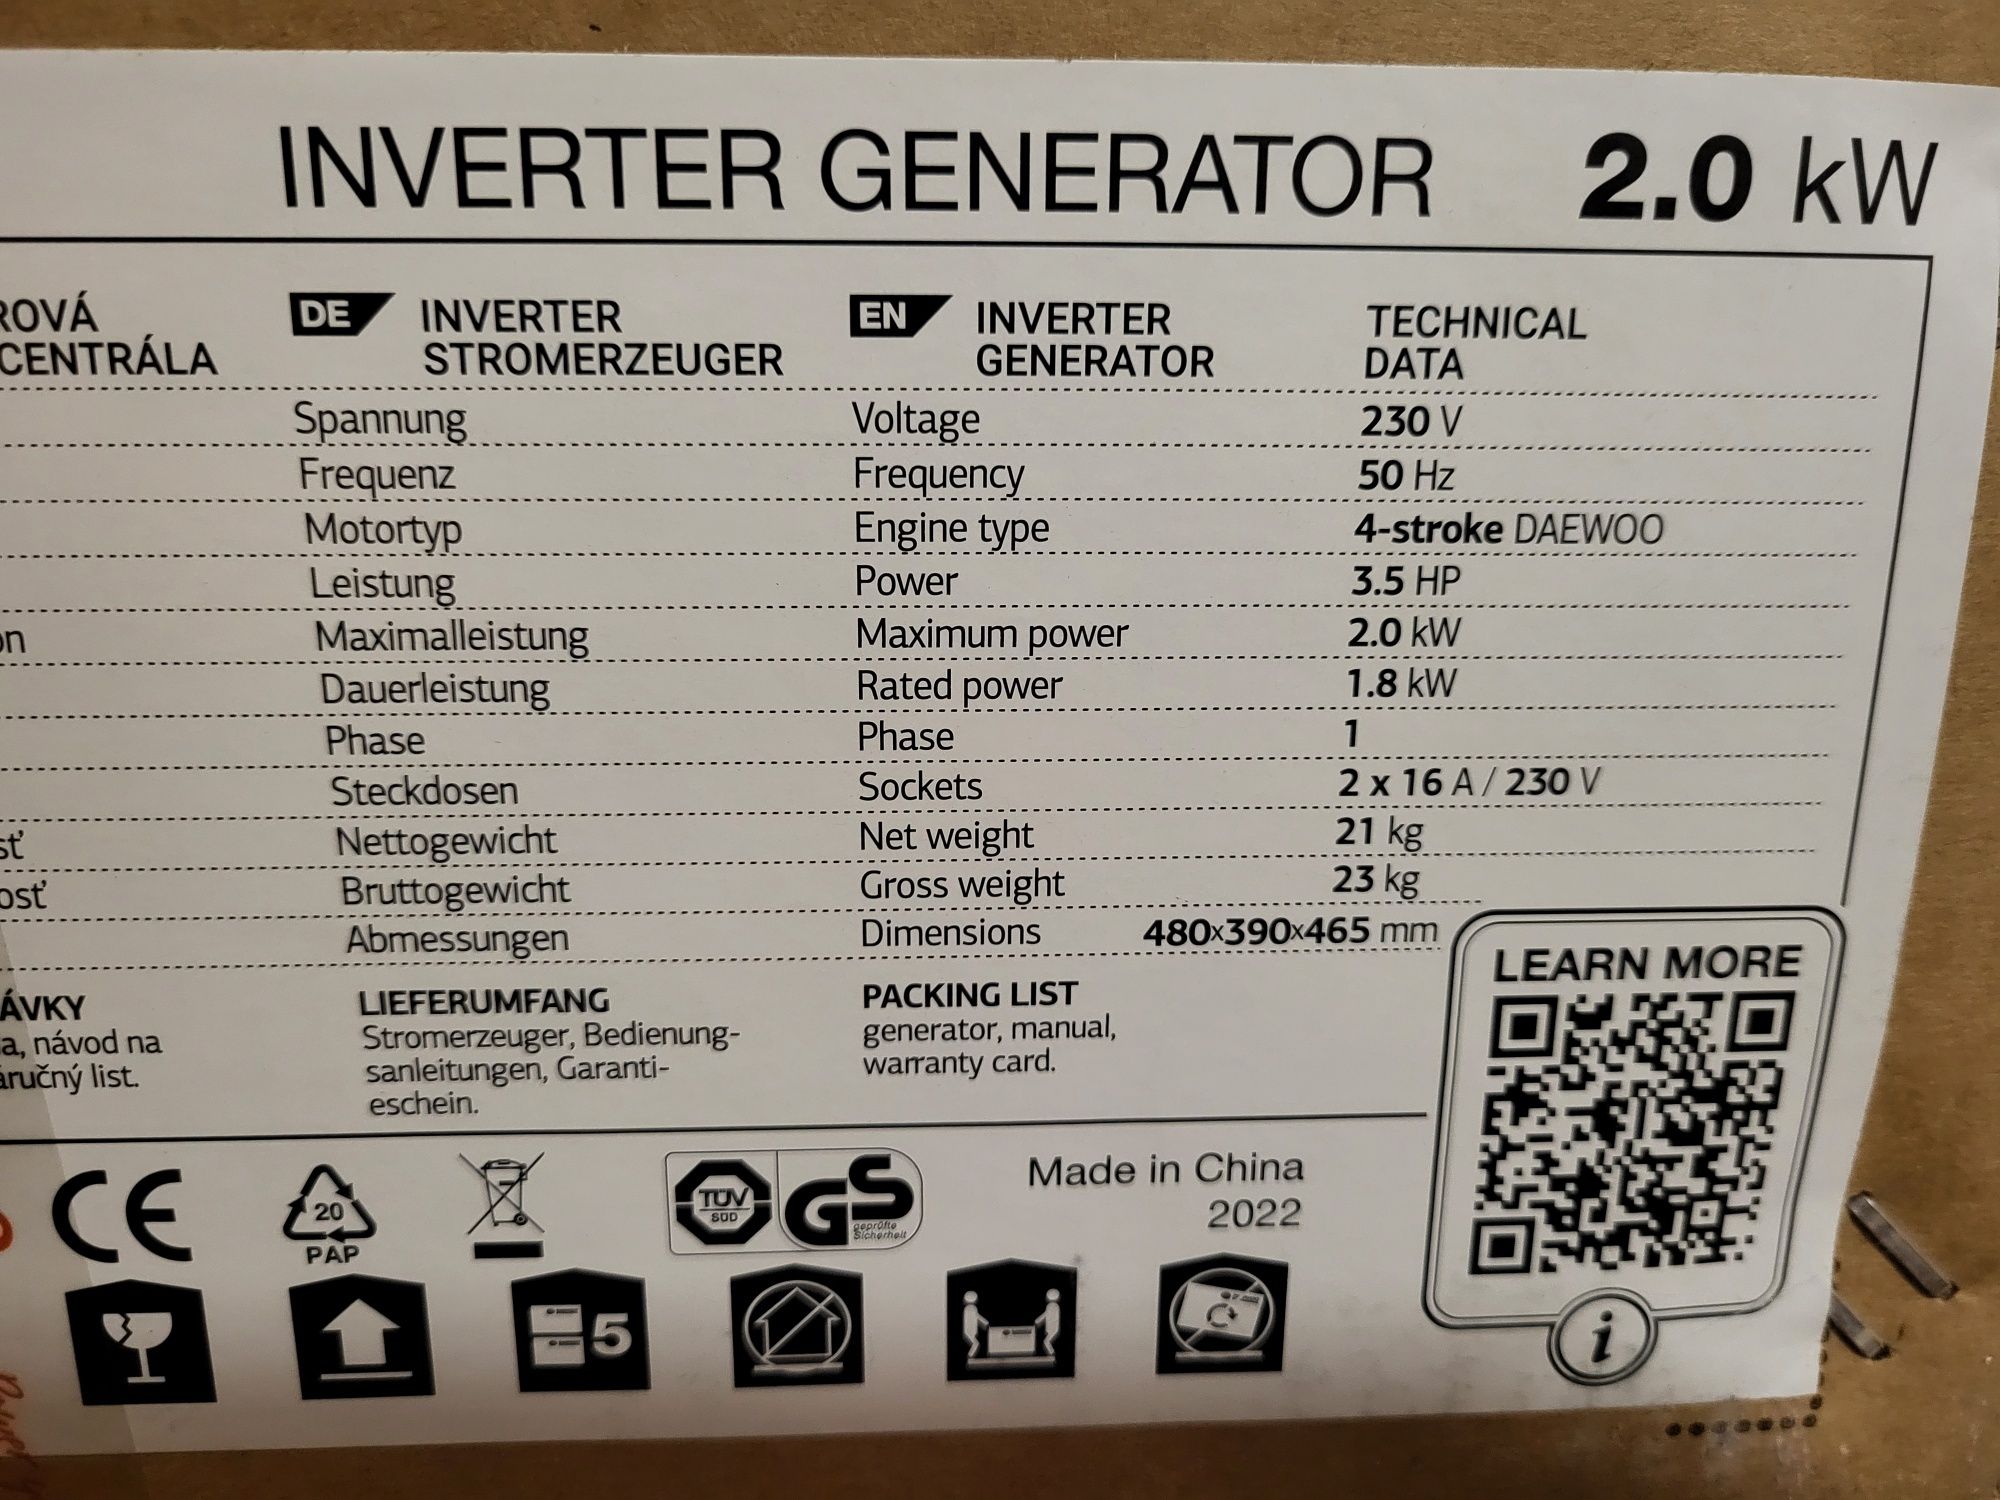 INVERTER GENERATOR 2.0 kW
ROVÁ
CENTRÁLA
DE INVERTER
STROMERZEUGER
EN INVERTER
GENERATOR
TECHNICAL
DATA
Spannung Voltage 230 V
Frequenz Frequency 50 Hz
Motortyp Engine type 4-stroke DAEWOO
Leistung Power 3.5 HP
on Maximalleistung Maximum power 2.0 kW
Dauerleistung Rated power 1.8 kW
Phase Phase 1
Steckdosen Sockets 2 x 16 A / 230 V
sť Nettogewicht Net weight 21 kg
osť Bruttogewicht Gross weight 23 kg
Abmessungen Dimensions 480x390x465 mm
ÁVKY
a, návod na
áručný list.
LIEFERUMFANG
Stromerzeuger, Bedienung-
sanleitungen, Garanti-
eschein.
PACKING LIST
generator, manual,
warranty card.
LEARN MORE
CE
20
PAP
TÜV
SÜD
GS
geprüfte
Sicherheit
Made in China
2022
5
i